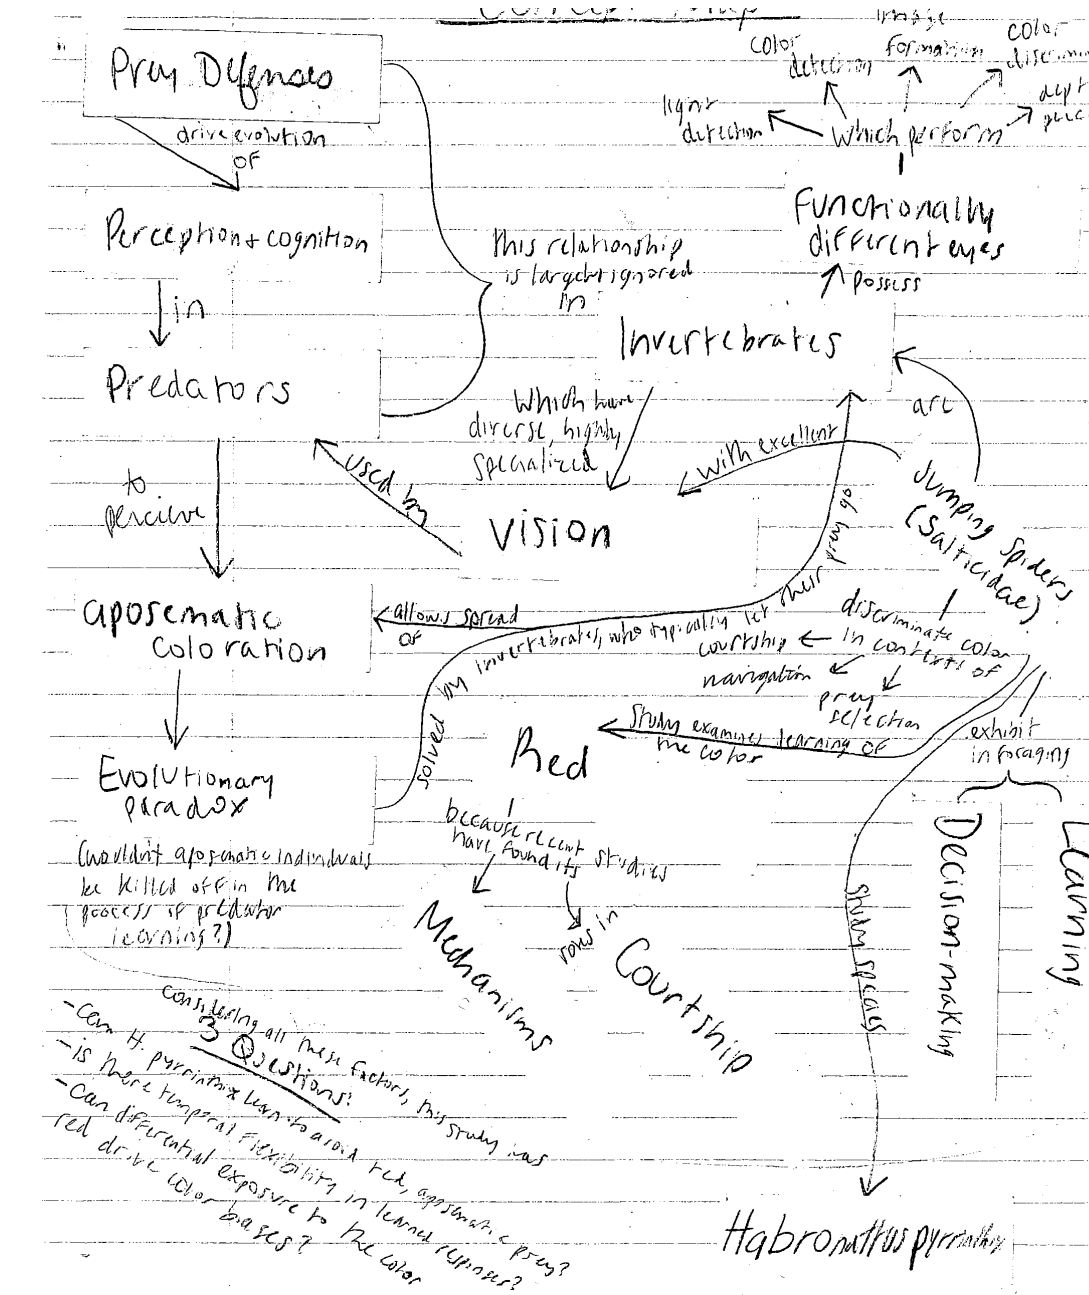 Concept Map
Prey Defenses
drive evolution
OF
Perception + cognition
in
Predators
to
percieve
aposematic
coloration
Evolutionary
paradox
(wouldn't aposematic individuals
be killed off in the
process of predator
learning?)
this relationship
is largely ignored
in
Invertebrates
possess
Functionally
different eyes
which perform
light
detection
color
detection
image
formation
color
discrimi
dept
perc
which have
diverse, highly
specialized
vision
used by
with excellent
are
Jumping spiders
(Salticidae)
allows spread
of
solved by invertebrates, who typically let their prey go
discriminate color
in contexts of
courtship
navigation
prey
selection
exhibit
in foraging
Decision-making
Learning
Study examines learning of
the color
Red
because recent studies
have found its
Mechanisms
roles in
Courtship
Study species
Habronattus pyrrithrix
considering all these factors, this study has
3 Questions:
- Can H. pyrrithrix learn to avoid red, aposematic prey?
- is there temporal flexibility in learned responses?
- Can differential exposure to the color
red drive color
biases?